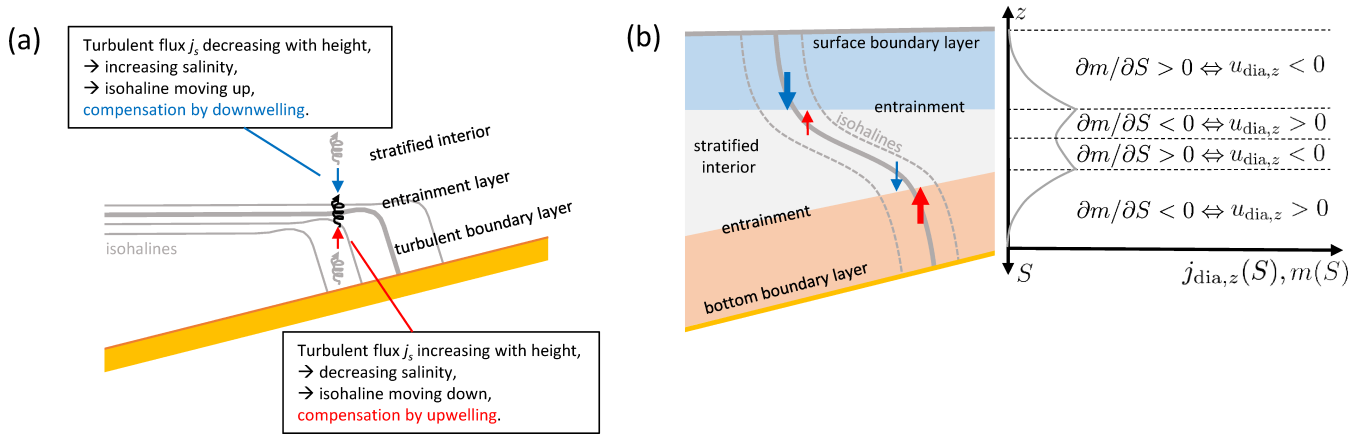 (a)
Turbulent flux js decreasing with height,
→ increasing salinity,
→ isohaline moving up,
compensation by downwelling.
stratified interior
entrainment layer
turbulent boundary layer
isohalines
Turbulent flux js increasing with height,
→ decreasing salinity,
→ isohaline moving down,
compensation by upwelling.
(b)
surface boundary layer
entrainment
isohalines
stratified
interior
entrainment
bottom boundary layer
z
∂m/∂S > 0 ⇔ u_dia,z < 0
∂m/∂S < 0 ⇔ u_dia,z > 0
∂m/∂S > 0 ⇔ u_dia,z < 0
∂m/∂S < 0 ⇔ u_dia,z > 0
S
j_dia,z(S), m(S)